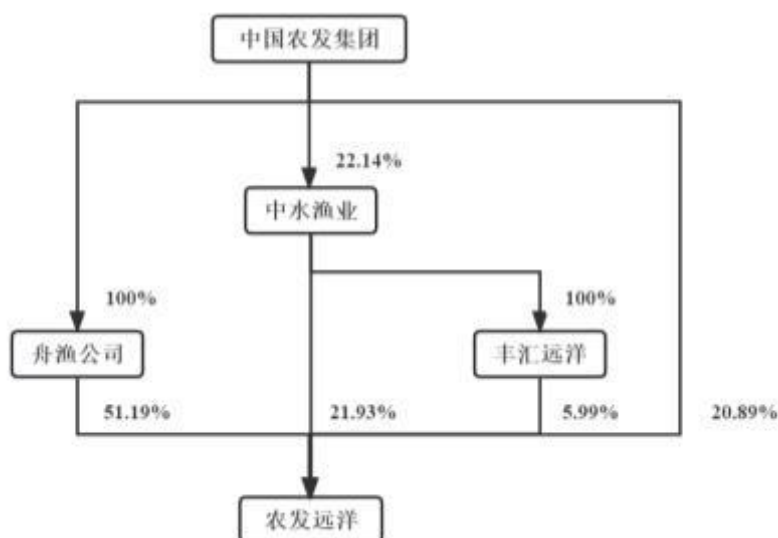 中国农发集团
22.14%
中水渔业
100%
100%
舟渔公司
丰汇远洋
51.19%
21.93%
5.99%
20.89%
农发远洋